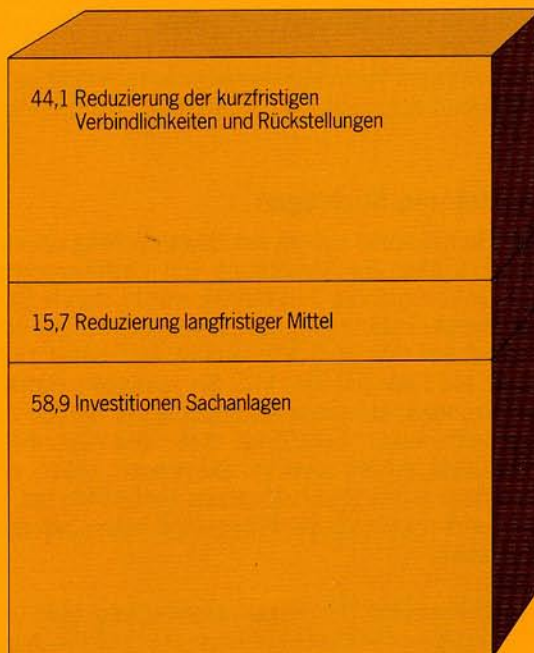 44,1 Reduzierung der kurzfristigen
Verbindlichkeiten und Rückstellungen
15,7 Reduzierung langfristiger Mittel
58,9 Investitionen Sachanlagen